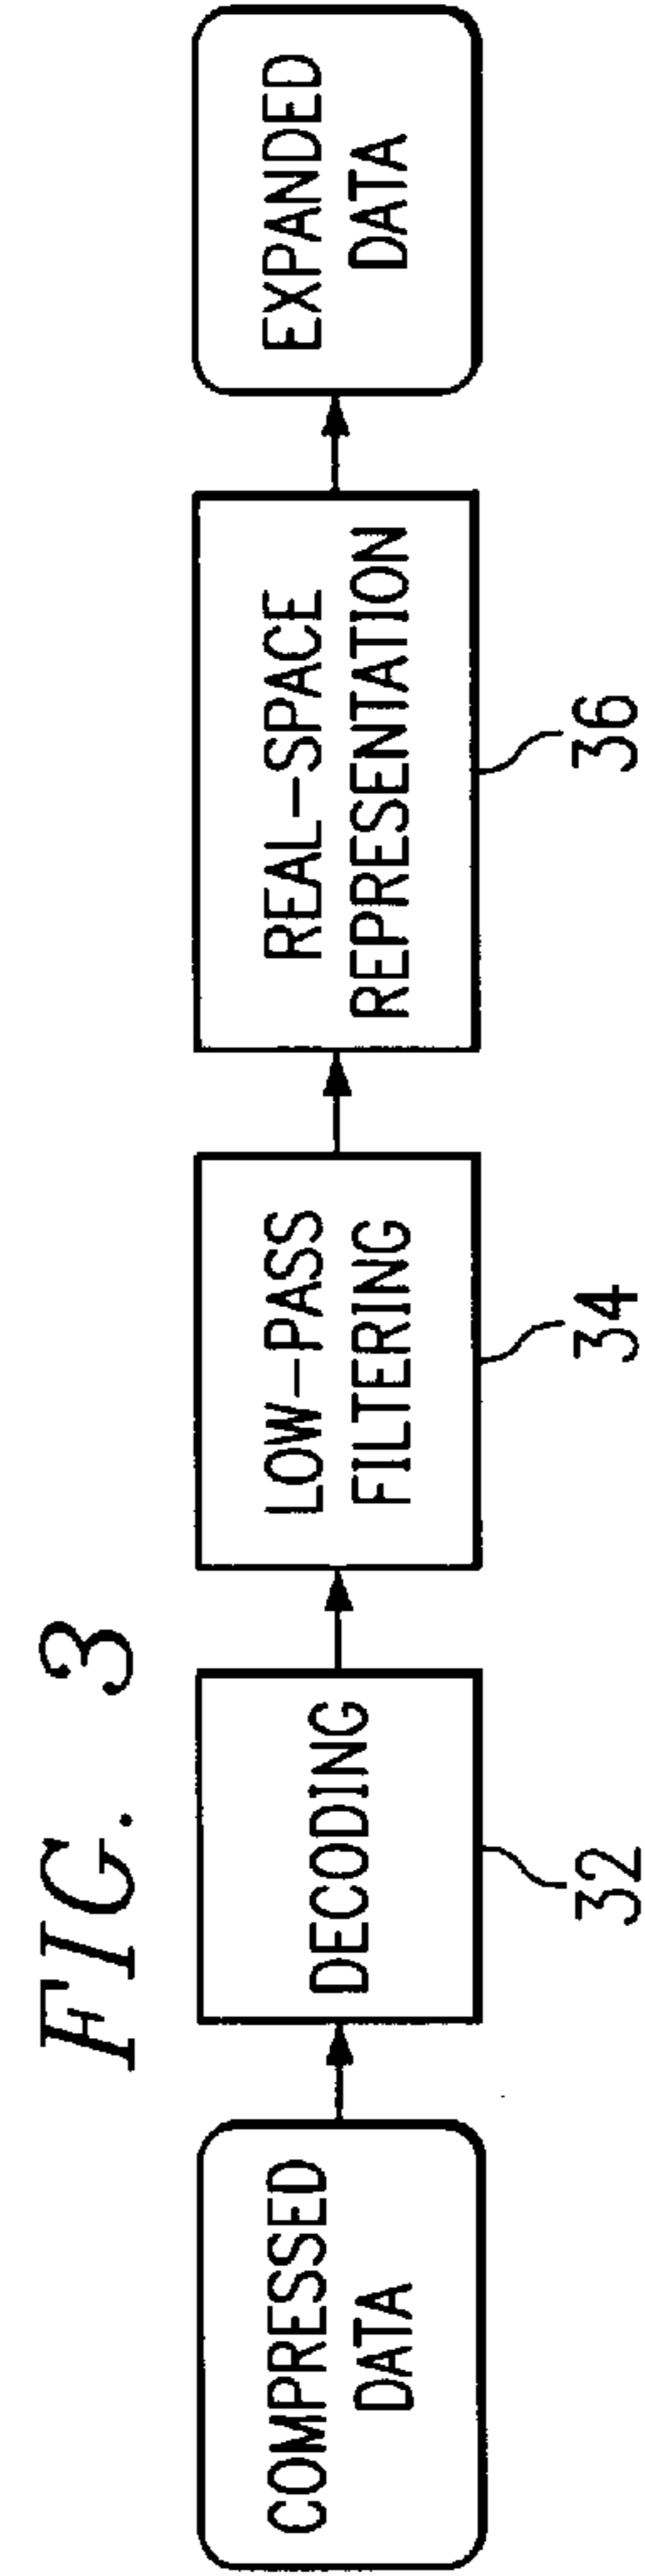 FIG. 3
COMPRESSED
DATA
DECODING
32
LOW-PASS
FILTERING
34
REAL-SPACE
REPRESENTATION
36
EXPANDED
DATA